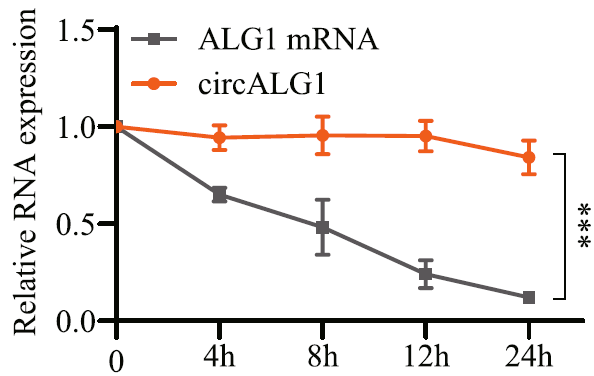 Relative RNA expression
1.5
1.0
0.5
0.0
ALG1 mRNA
circALG1
***
0
4h
8h
12h
24h